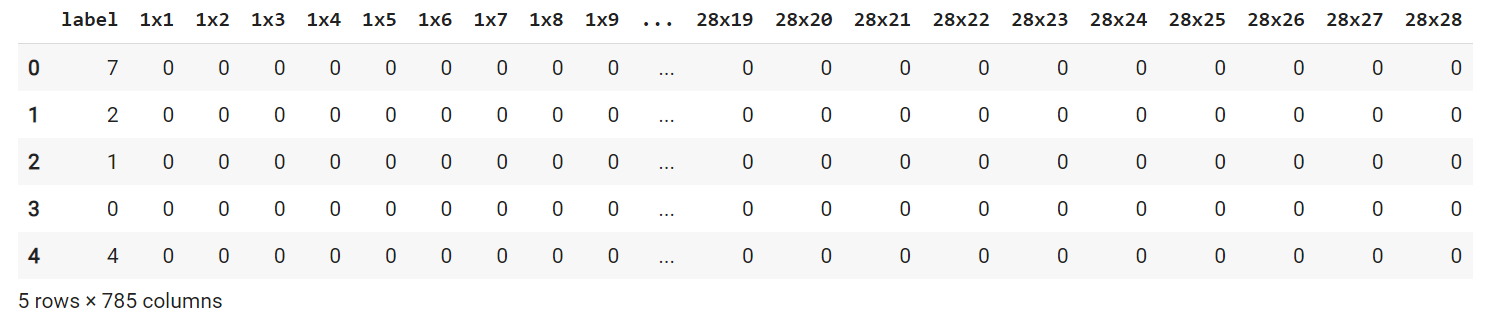 label 1x1 1x2 1x3 1x4 1x5 1x6 1x7 1x8 1x9 ... 28x19 28x20 28x21 28x22 28x23 28x24 28x25 28x26 28x27 28x28
0 7 0 0 0 0 0 0 0 0 0 ... 0 0 0 0 0 0 0 0 0 0
1 2 0 0 0 0 0 0 0 0 0 ... 0 0 0 0 0 0 0 0 0 0
2 1 0 0 0 0 0 0 0 0 0 ... 0 0 0 0 0 0 0 0 0 0
3 0 0 0 0 0 0 0 0 0 0 ... 0 0 0 0 0 0 0 0 0 0
4 4 0 0 0 0 0 0 0 0 0 ... 0 0 0 0 0 0 0 0 0 0
5 rows × 785 columns